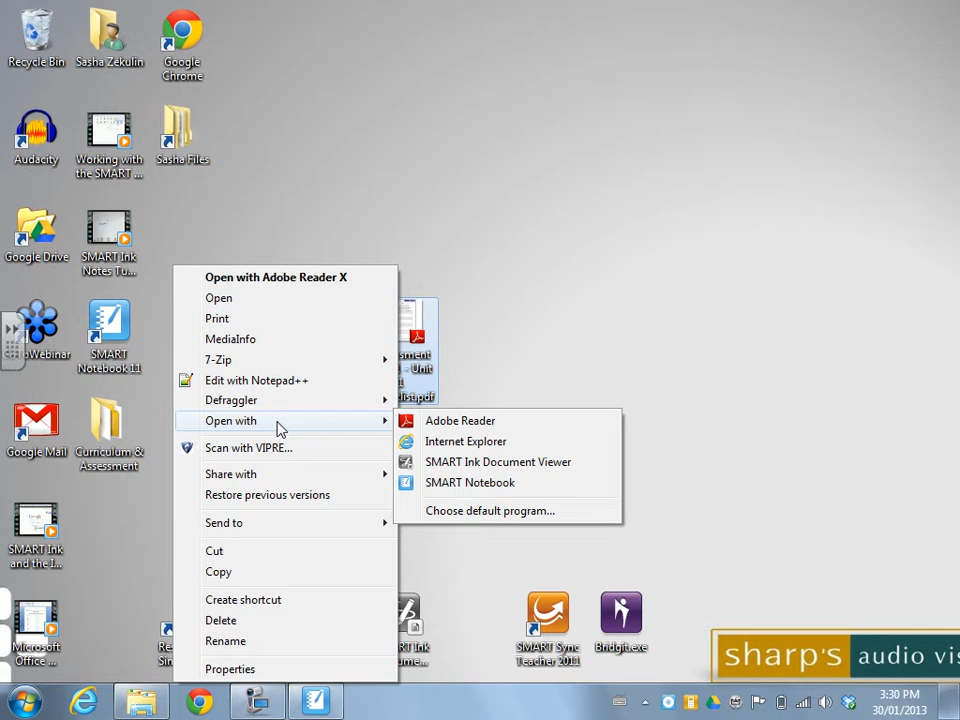 Recycle Bin
Sasha Zekulin
Google
Chrome
Audacity
Working with
the SMART ...
Sasha Files
Google Drive
SMART Ink
Notes Tu...
SMART
Notebook 11
Google Mail
Curriculum &
Assessment
SMART Ink
and the I...
Microsoft
Office ...
Open with Adobe Reader X
Open
Print
MediaInfo
7-Zip
Edit with Notepad++
Defraggler
Open with
Scan with VIPRE...
Share with
Restore previous versions
Send to
Cut
Copy
Create shortcut
Delete
Rename
Properties
Adobe Reader
Internet Explorer
SMART Ink Document Viewer
SMART Notebook
Choose default program...
SMART Sync
Teacher 2011
Bridgit.exe
sharp's audio vis
3:30 PM
30/01/2013